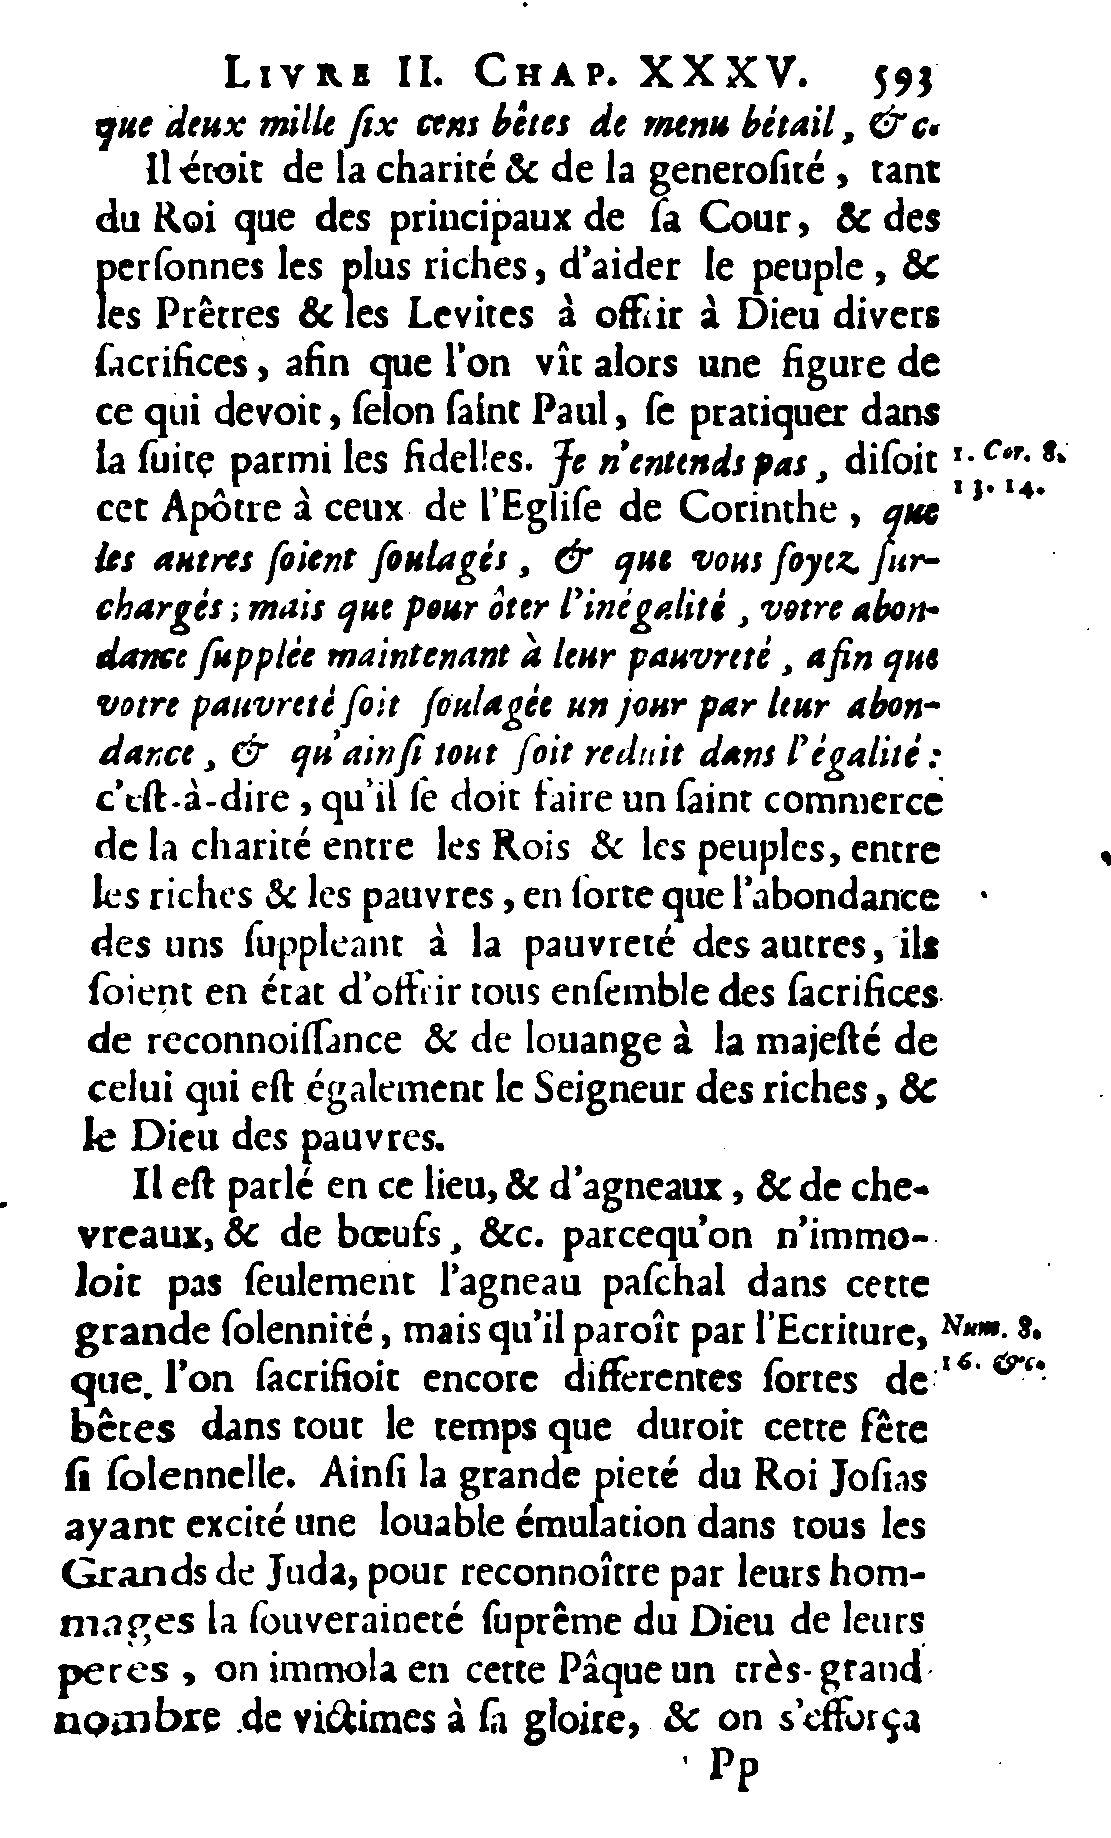 LIVRE II. CHAP. XXXV. 593
que deux mille ſix cens bêtes de menu bétail, &c.
Il étoit de la charité & de la generoſité, tant
du Roi que des principaux de ſa Cour, & des
perſonnes les plus riches, d'aider le peuple, &
les Prêtres & les Levites à offrir à Dieu divers
ſacrifices, afin que l'on vît alors une figure de
ce qui devoit, ſelon ſaint Paul, ſe pratiquer dans
la ſuite parmi les fidelles. Je n'entends pas, diſoit
1. Cor. 8.
13. 14.
cet Apôtre à ceux de l'Egliſe de Corinthe, que
les autres ſoient ſoulagés, & que vous ſoyez ſur-
chargés; mais que pour ôter l'inégalité, votre abon-
dance ſupplée maintenant à leur pauvreté, afin que
votre pauvreté ſoit ſoulagée un jour par leur abon-
dance, & qu'ainſi tout ſoit reduit dans l'égalité:
c'eſt-à-dire, qu'il ſe doit faire un ſaint commerce
de la charité entre les Rois & les peuples, entre
les riches & les pauvres, en ſorte que l'abondance
des uns ſuppleant à la pauvreté des autres, ils
ſoient en état d'offrir tous enſemble des ſacrifices
de reconnoiſſance & de louange à la majeſté de
celui qui eſt également le Seigneur des riches, &
le Dieu des pauvres.
Il eſt parlé en ce lieu, & d'agneaux, & de che-
vreaux, & de bœufs, &c. parcequ'on n'immo-
loit pas ſeulement l'agneau paſchal dans cette
grande ſolennité, mais qu'il paroît par l'Ecriture,
Num. 8.
16. &c.
que l'on ſacrifioit encore differentes ſortes de
bêtes dans tout le temps que duroit cette fête
ſi ſolennelle. Ainſi la grande pieté du Roi Joſias
ayant excité une louable émulation dans tous les
Grands de Juda, pour reconnoître par leurs hom-
mages la ſouveraineté ſuprême du Dieu de leurs
peres, on immola en cette Pâque un très-grand
nombre de victimes à ſa gloire, & on s'efforça
Pp